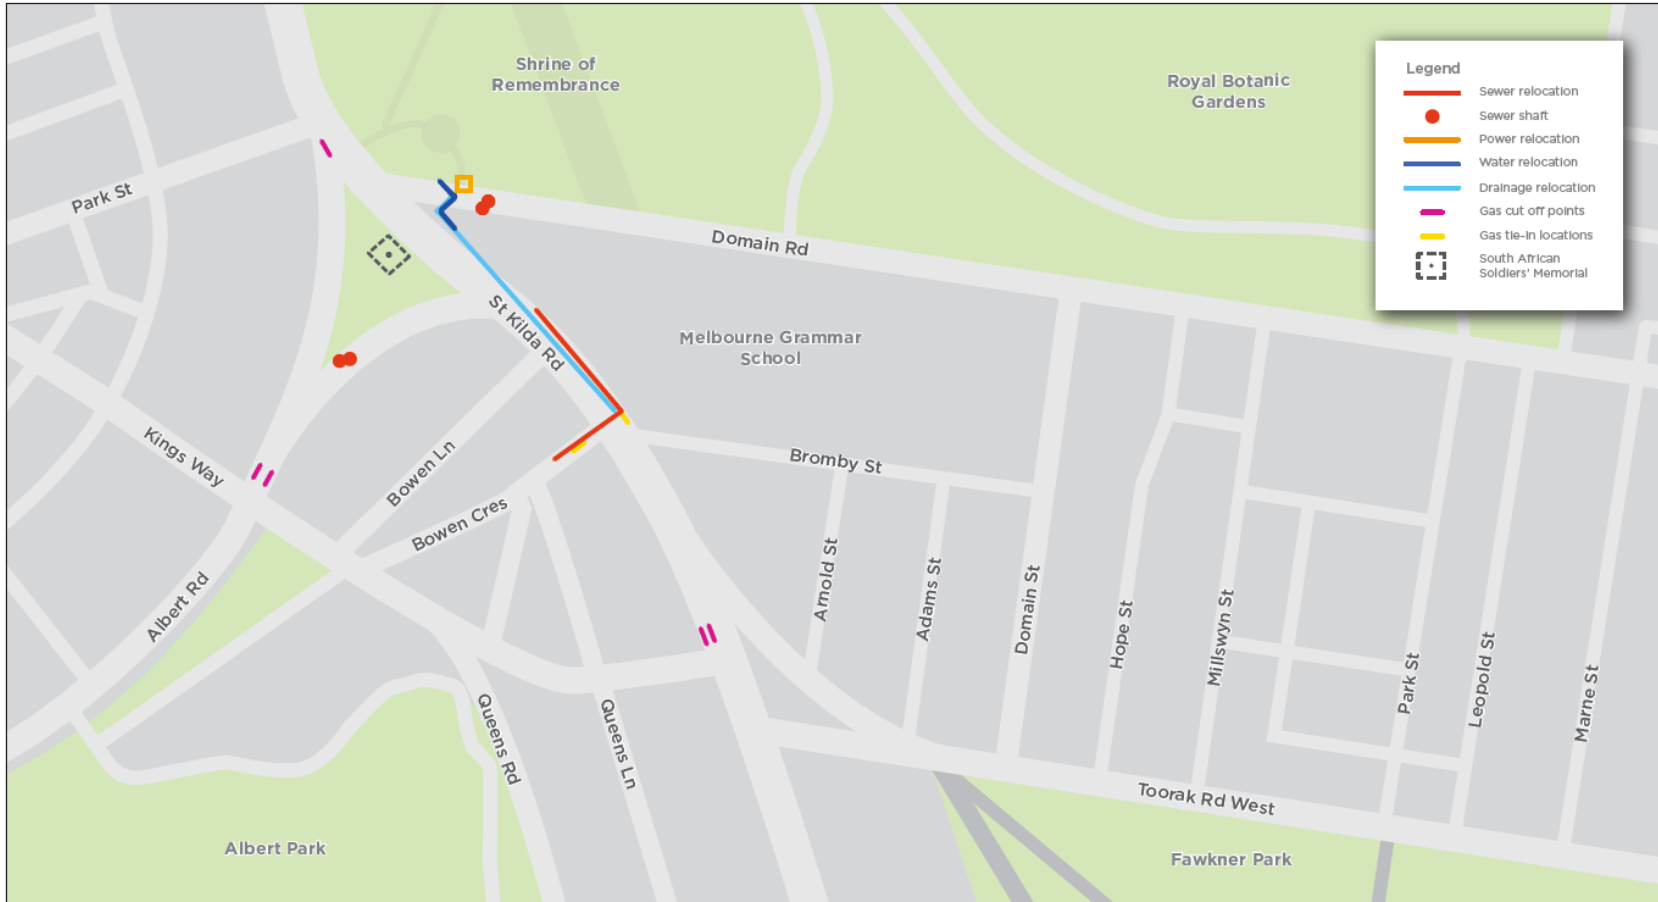 Shrine of
Remembrance
Royal Botanic
Gardens
Legend
Sewer relocation
Sewer shaft
Power relocation
Water relocation
Drainage relocation
Gas cut off points
Gas tie-in locations
South African
Soldiers' Memorial
Park St
Domain Rd
St Kilda Rd
Melbourne Grammar
School
Kings Way
Bowen Ln
Bromby St
Bowen Cres
Albert Rd
Arnold St
Adams St
Domain St
Hope St
Millswyn St
Park St
Leopold St
Marne St
Queens Rd
Queens Ln
Toorak Rd West
Albert Park
Fawkner Park